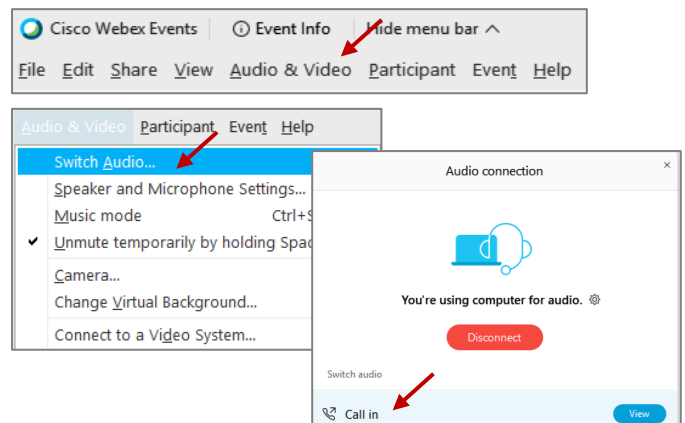 Cisco Webex Events Event Info Hide menu bar
File Edit Share View Audio & Video Participant Event Help
Audio & Video Participant Event Help
Switch Audio...
Speaker and Microphone Settings...
Music mode Ctrl+S
Unmute temporarily by holding Spac
Camera...
Change Virtual Background...
Connect to a Video System...
Audio connection
You're using computer for audio.
Disconnect
Switch audio
Call in View